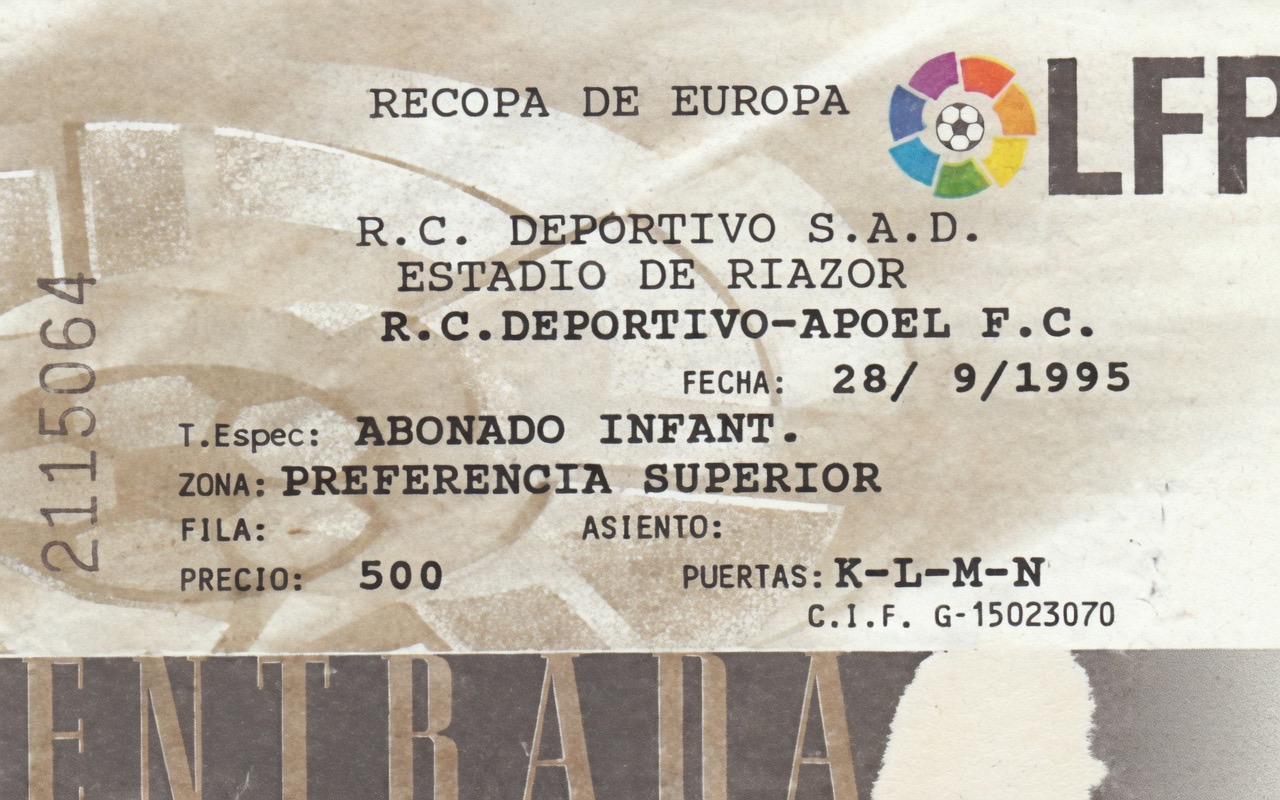 RECOPA DE EUROPA
LFP
R.C. DEPORTIVO S.A.D.
ESTADIO DE RIAZOR
R.C.DEPORTIVO-APOEL F.C.
FECHA: 28/ 9/1995
T.Espec: ABONADO INFANT.
ZONA: PREFERENCIA SUPERIOR
FILA: ASIENTO:
PRECIO: 500 PUERTAS: K-L-M-N
C.I.F. G-15023070
2115064
ENTRADA